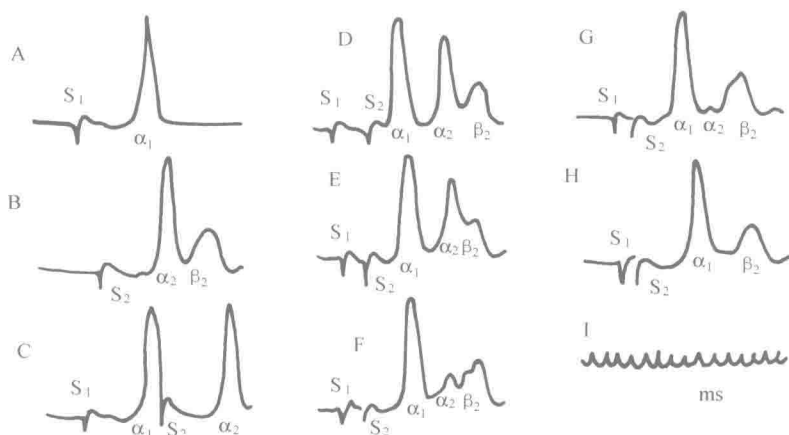 A
S₁
α₁
B
S₂
α₂ β₂
C
S₁
α₁ S₂ α₂
D
S₁ S₂
α₁ α₂ β₂
E
S₁
S₂
α₁ α₂ β₂
F
S₁
S₂
α₁ α₂ β₂
G
S₁
S₂
α₁ α₂ β₂
H
S₁
S₂
α₁ β₂
I
ms